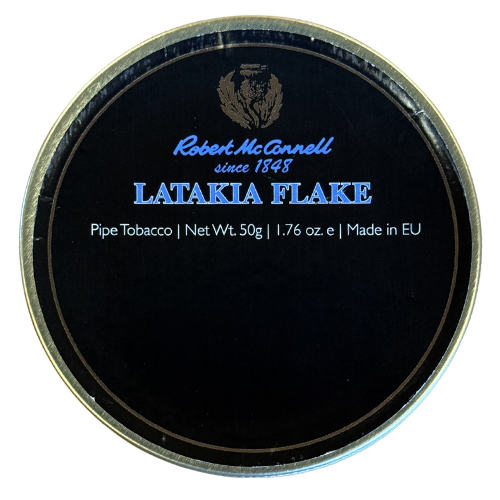 Robert McConnell
since 1848
LATAKIA FLAKE
Pipe Tobacco | Net Wt. 50g | 1.76 oz. e | Made in EU